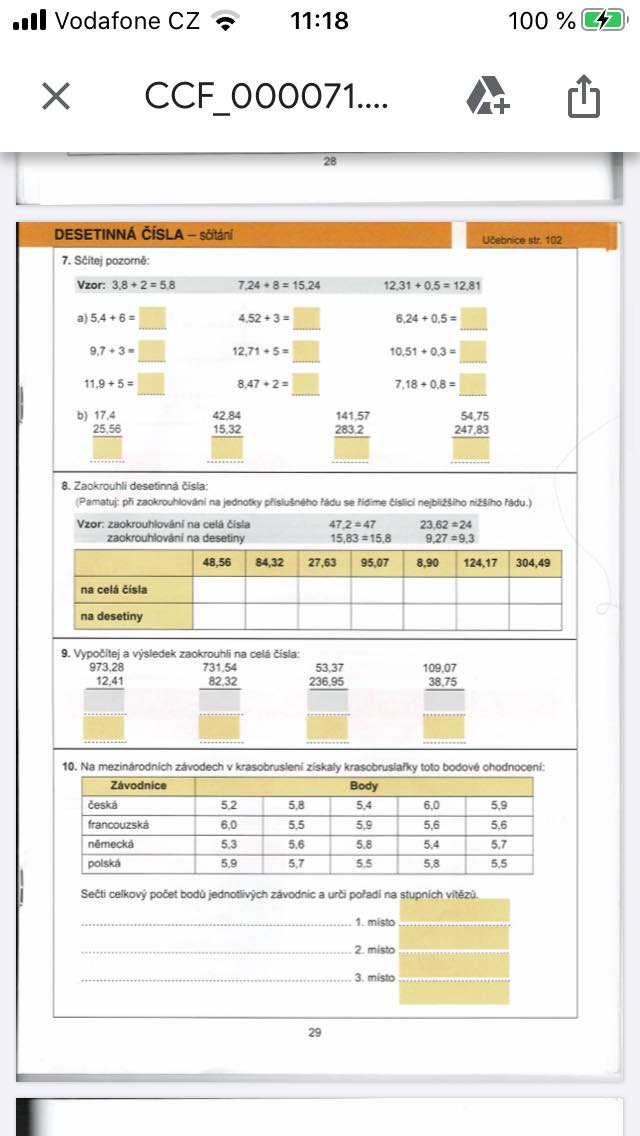 Vodafone CZ 11:18 100 %
CCF_000071....
28
DESETINNÁ ČÍSLA – sčítání Učebnice str. 102
7. Sčítej pozorně:
Vzor: 3,8 + 2 = 5,8 7,24 + 8 = 15,24 12,31 + 0,5 = 12,81
a) 5,4 + 6 = 4,52 + 3 = 6,24 + 0,5 =
9,7 + 3 = 12,71 + 5 = 10,51 + 0,3 =
11,9 + 5 = 8,47 + 2 = 7,18 + 0,8 =
b) 17,4 42,84 141,57 54,75
25,56 15,32 283,2 247,83
8. Zaokrouhli desetinná čísla:
(Pamatuj: při zaokrouhlování na jednotky příslušného řádu se řídíme číslicí nejbližšího nižšího řádu.)
Vzor: zaokrouhlování na celá čísla 47,2 = 47 23,62 = 24
zaokrouhlování na desetiny 15,83 = 15,8 9,27 = 9,3
48,56 84,32 27,63 95,07 8,90 124,17 304,49
na celá čísla
na desetiny
9. Vypočítej a výsledek zaokrouhli na celá čísla:
973,28 731,54 53,37 109,07
12,41 82,32 236,95 38,75
10. Na mezinárodních závodech v krasobruslení získaly krasobruslařky toto bodové ohodnocení:
Závodnice Body
česká 5,2 5,8 5,4 6,0 5,9
francouzská 6,0 5,5 5,9 5,6 5,6
německá 5,3 5,6 5,8 5,4 5,7
polská 5,9 5,7 5,5 5,8 5,5
Sečti celkový počet bodů jednotlivých závodnic a urči pořadí na stupních vítězů.
1. místo
2. místo
3. místo
29